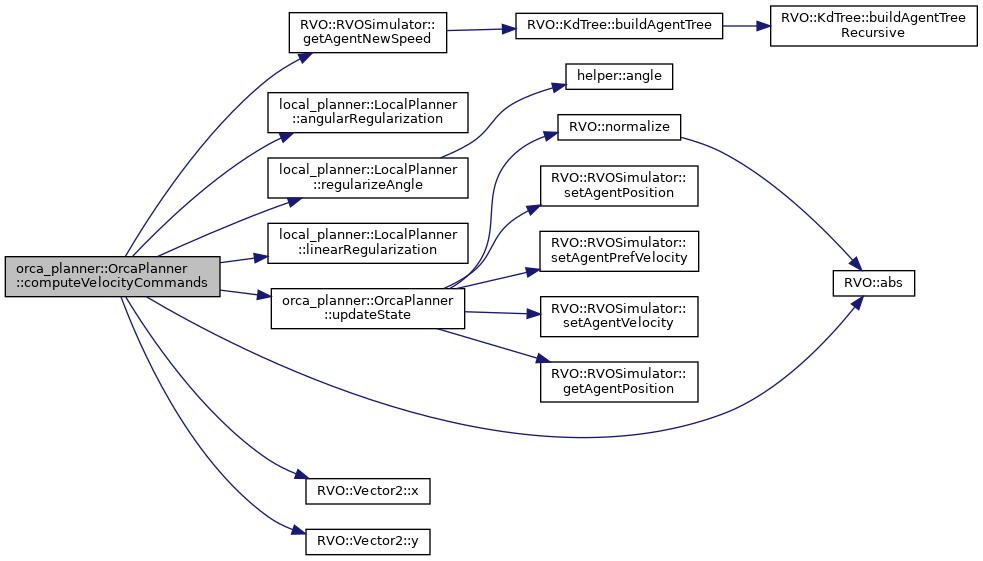 RVO::RVOSimulator::
getAgentNewSpeed
RVO::KdTree::buildAgentTree
RVO::KdTree::buildAgentTree
Recursive
helper::angle
local_planner::LocalPlanner
::angularRegularization
RVO::normalize
local_planner::LocalPlanner
::regularizeAngle
RVO::RVOSimulator::
setAgentPosition
local_planner::LocalPlanner
::linearRegularization
RVO::RVOSimulator::
setAgentPrefVelocity
orca_planner::OrcaPlanner
::computeVelocityCommands
RVO::abs
orca_planner::OrcaPlanner
::updateState
RVO::RVOSimulator::
setAgentVelocity
RVO::RVOSimulator::
getAgentPosition
RVO::Vector2::x
RVO::Vector2::y